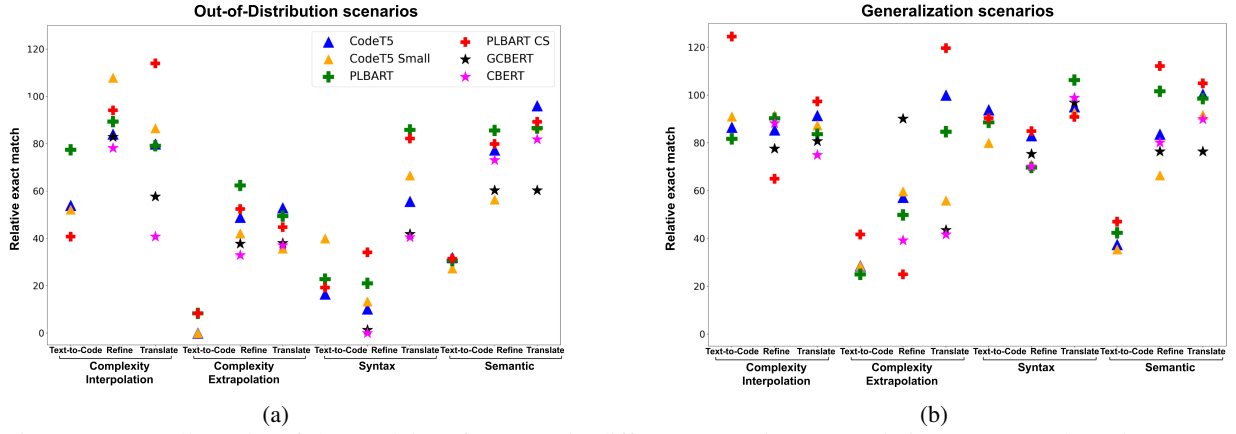 Out-of-Distribution scenarios
Relative exact match
120
100
80
60
40
20
0
CodeT5
CodeT5 Small
PLBART
PLBART CS
GCBERT
CBERT
Text-to-Code Refine Translate Text-to-Code Refine Translate Text-to-Code Refine Translate Text-to-Code Refine Translate
Complexity Interpolation
Complexity Extrapolation
Syntax
Semantic
(a)
Generalization scenarios
Relative exact match
120
100
80
60
40
20
0
Text-to-Code Refine Translate Text-to-Code Refine Translate Text-to-Code Refine Translate Text-to-Code Refine Translate
Complexity Interpolation
Complexity Extrapolation
Syntax
Semantic
(b)